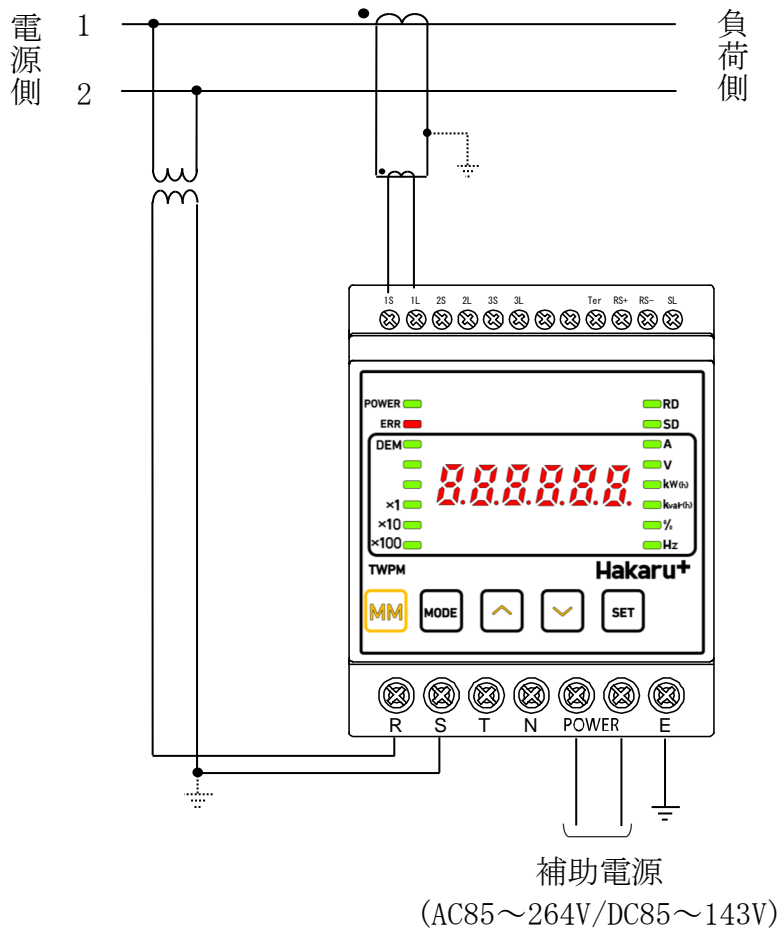 電源側
1
2
負荷側
1S 1L 2S 2L 3S 3L Ter RS+ RS- SL
POWER RD
ERR SD
DEM A
V
kW(h)
×1 kvar(h)
×10 %
×100 Hz
TWPM Hakaru+
MM MODE SET
R S T N POWER E
補助電源
(AC85～264V/DC85～143V)